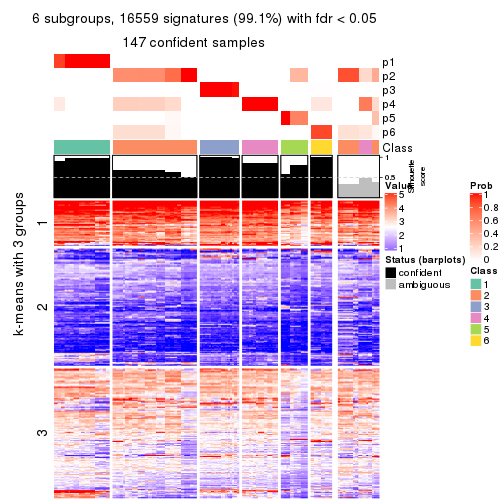 6 subgroups, 16559 signatures (99.1%) with fdr < 0.05
147 confident samples
p1
p2
p3
p4
p5
p6
Class
1
0.5
0
Silhouette
score
k-means with 3 groups
1
2
3
Value
5
4
3
2
1
Status (barplots)
confident
ambiguous
Prob
1
0.8
0.6
0.4
0.2
0
Class
1
2
3
4
5
6